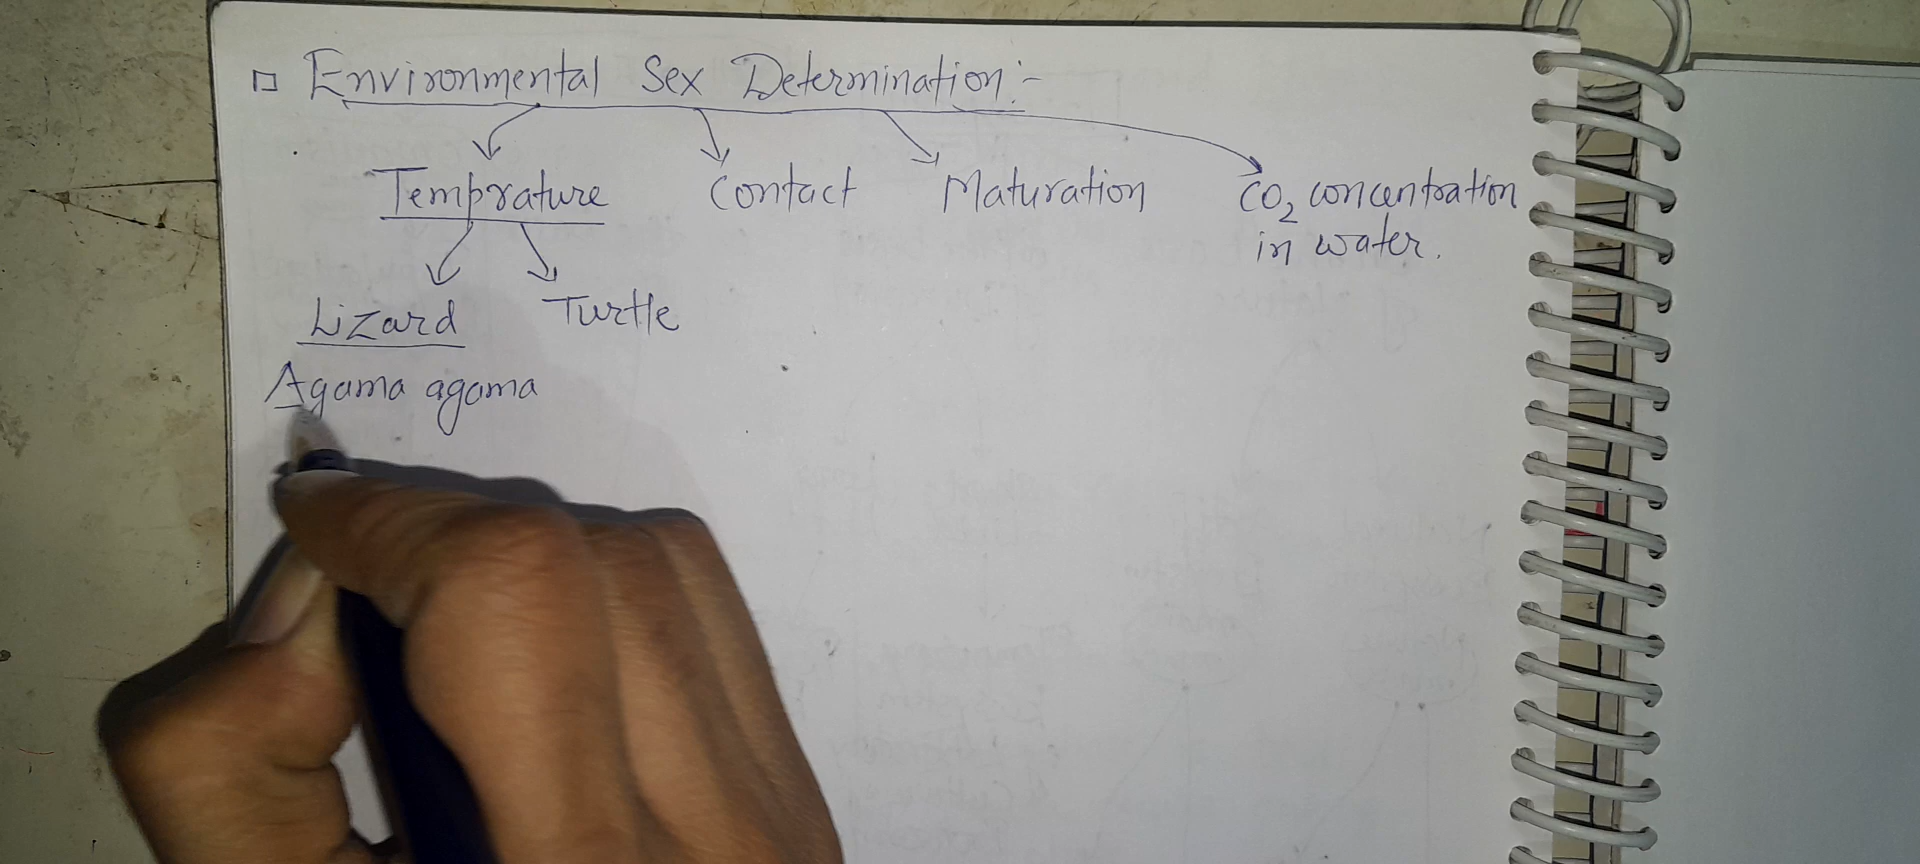 Environmental Sex Determination:-
Temprature Contact Maturation CO₂ concentration
in water.
Lizard Turtle
Agama agama